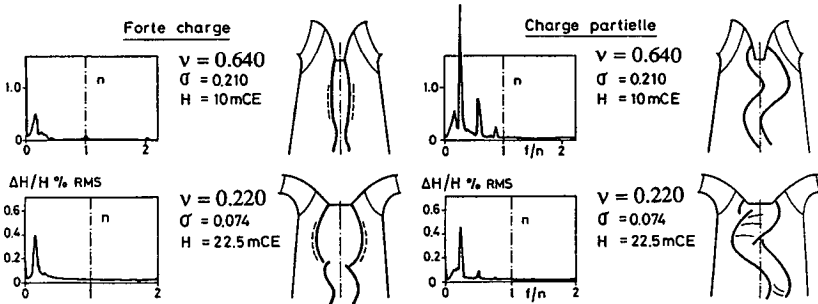 Forte charge
1.0
0
0 1 2
n
ν = 0.640
σ = 0.210
H = 10 mCE
ΔH/H % RMS
0.6
0.4
0.2
0
0 1 2
n
ν = 0.220
σ = 0.074
H = 22.5 mCE
Charge partielle
1.0
0
0 1 f/n 2
n
ν = 0.640
σ = 0.210
H = 10 mCE
ΔH/H % RMS
0.6
0.4
0.2
0
0 1 f/n 2
n
ν = 0.220
σ = 0.074
H = 22.5 mCE